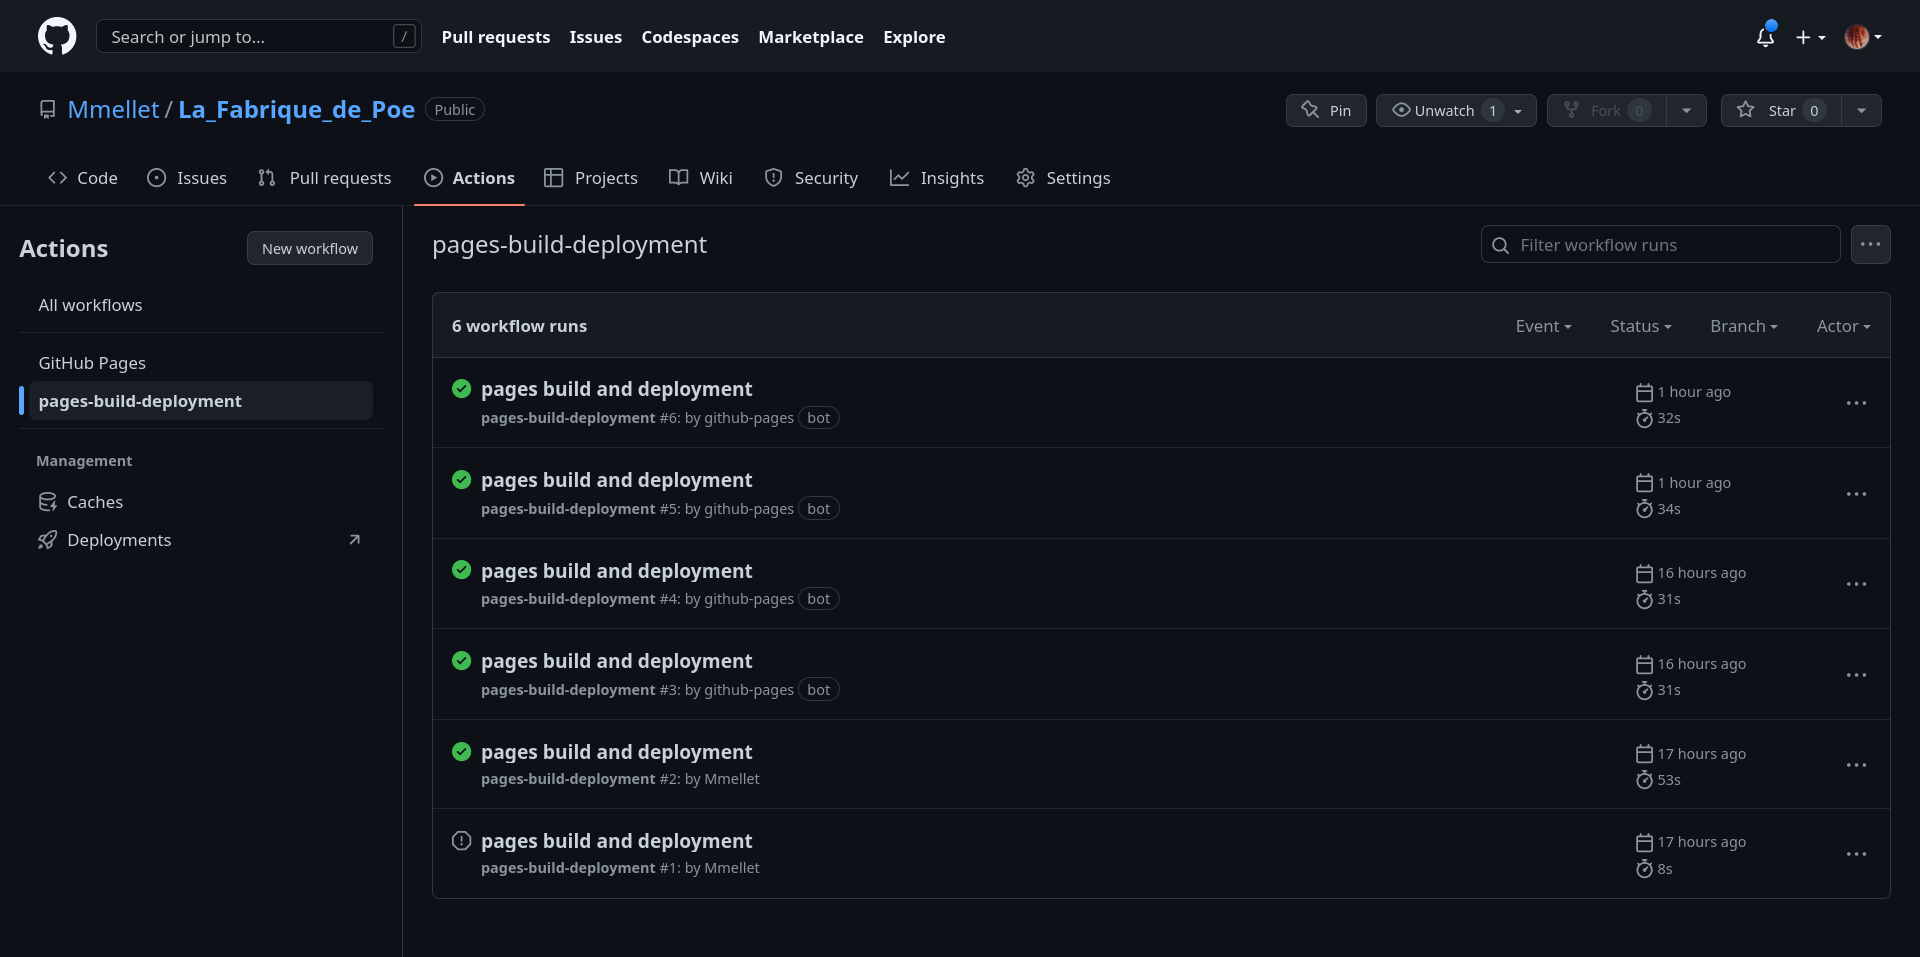 Search or jump to... / Pull requests Issues Codespaces Marketplace Explore
Mmellet / La_Fabrique_de_Poe Public Pin Unwatch 1 Fork 0 Star 0
Code Issues Pull requests Actions Projects Wiki Security Insights Settings
Actions New workflow
All workflows
GitHub Pages
pages-build-deployment
Management
Caches
Deployments
pages-build-deployment Filter workflow runs
6 workflow runs Event Status Branch Actor
pages build and deployment 1 hour ago
pages-build-deployment #6: by github-pages bot 32s
pages build and deployment 1 hour ago
pages-build-deployment #5: by github-pages bot 34s
pages build and deployment 16 hours ago
pages-build-deployment #4: by github-pages bot 31s
pages build and deployment 16 hours ago
pages-build-deployment #3: by github-pages bot 31s
pages build and deployment 17 hours ago
pages-build-deployment #2: by Mmellet 53s
pages build and deployment 17 hours ago
pages-build-deployment #1: by Mmellet 8s